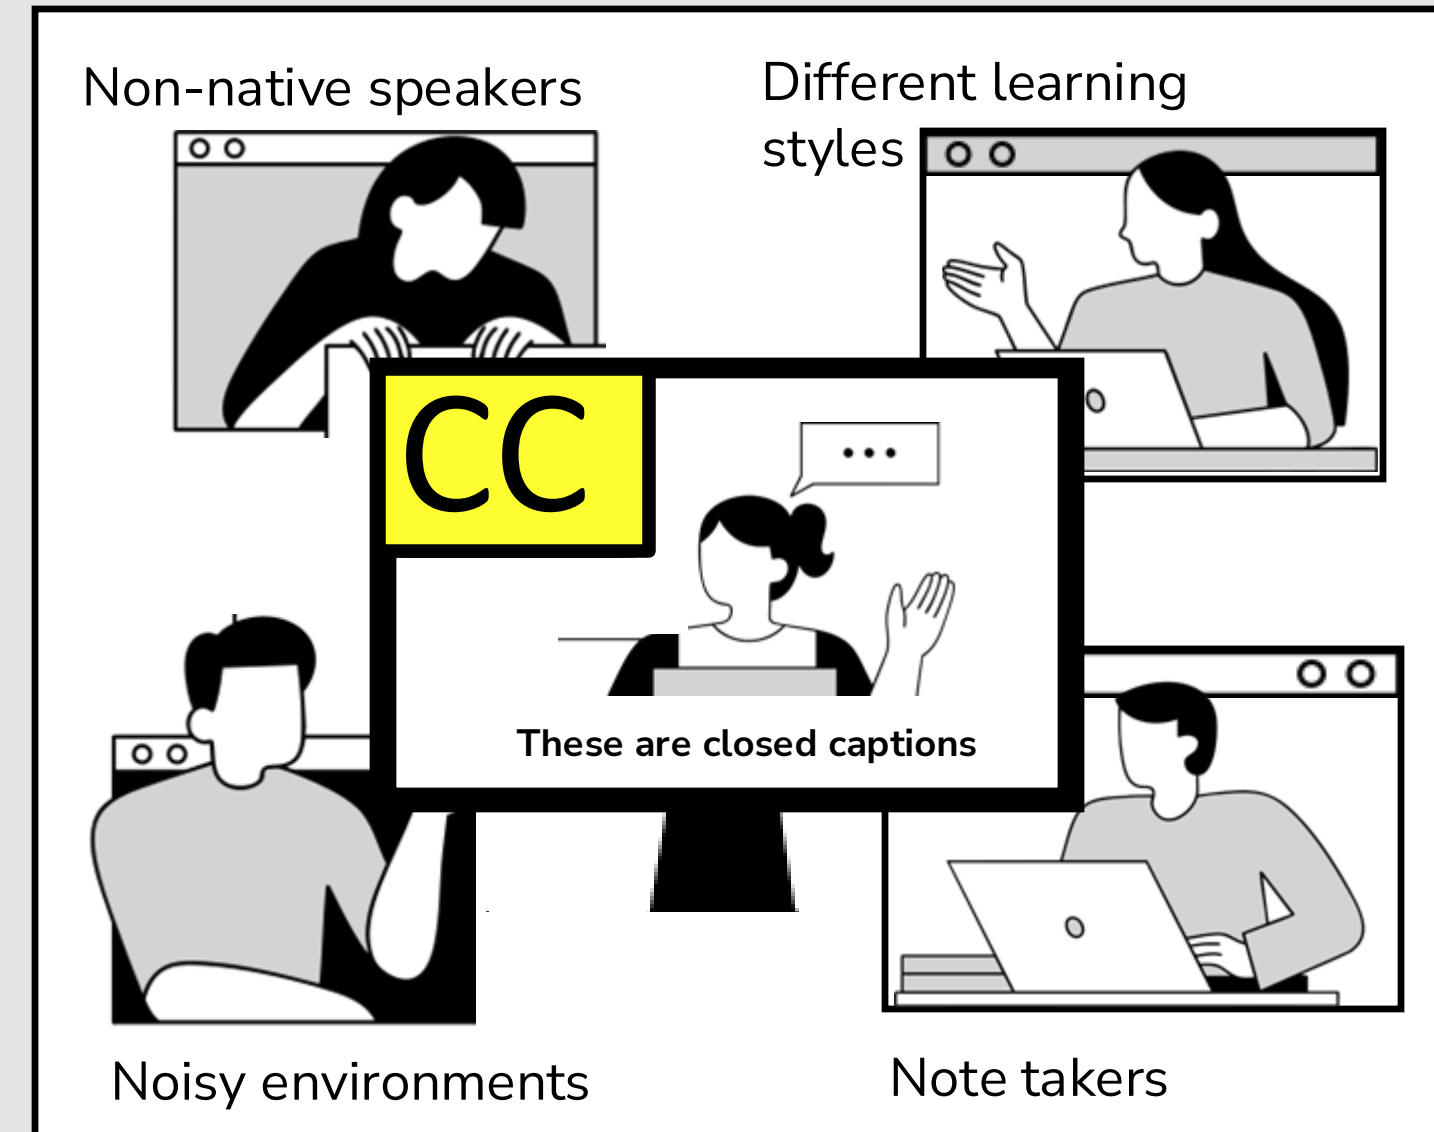 Non-native speakers
Different learning
styles
CC
These are closed captions
Noisy environments
Note takers